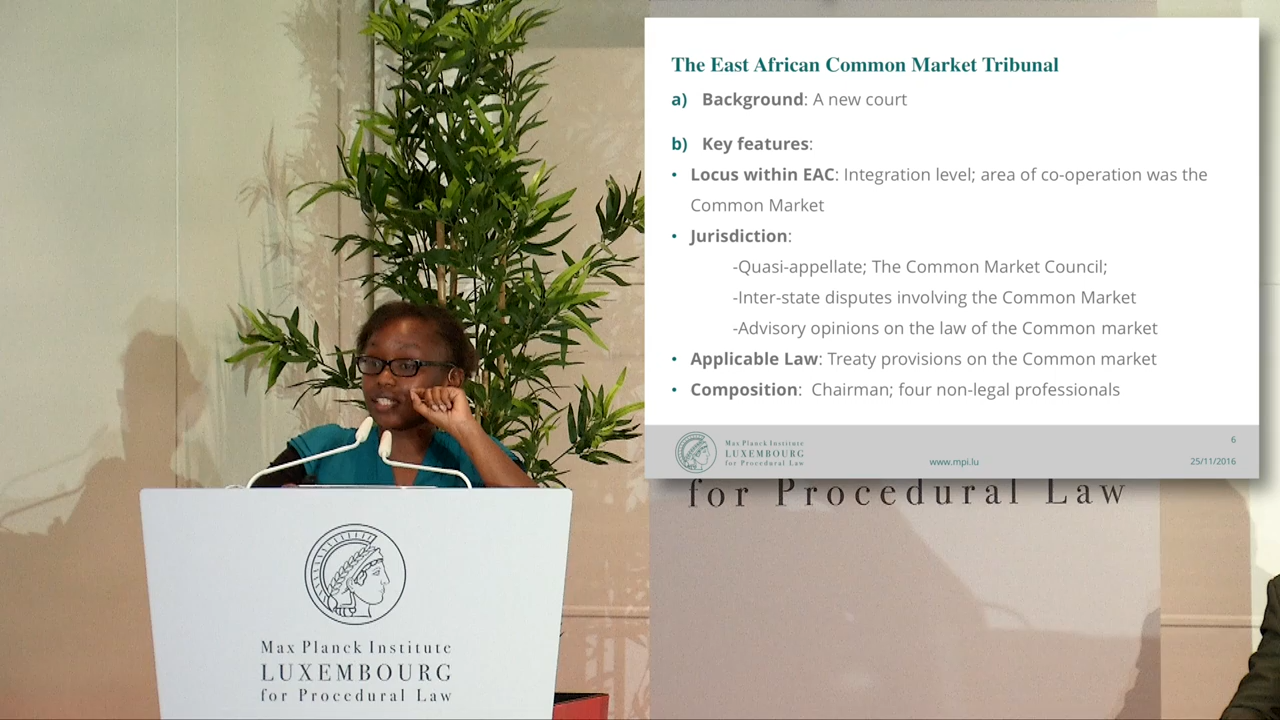 The East African Common Market Tribunal
a) Background: A new court
b) Key features:
• Locus within EAC: Integration level; area of co-operation was the
Common Market
• Jurisdiction:
-Quasi-appellate; The Common Market Council;
-Inter-state disputes involving the Common Market
-Advisory opinions on the law of the Common market
• Applicable Law: Treaty provisions on the Common market
• Composition: Chairman; four non-legal professionals
Max Planck Institute
LUXEMBOURG
for Procedural Law
www.mpi.lu
6
25/11/2016
for Procedural Law
Max Planck Institute
LUXEMBOURG
for Procedural Law